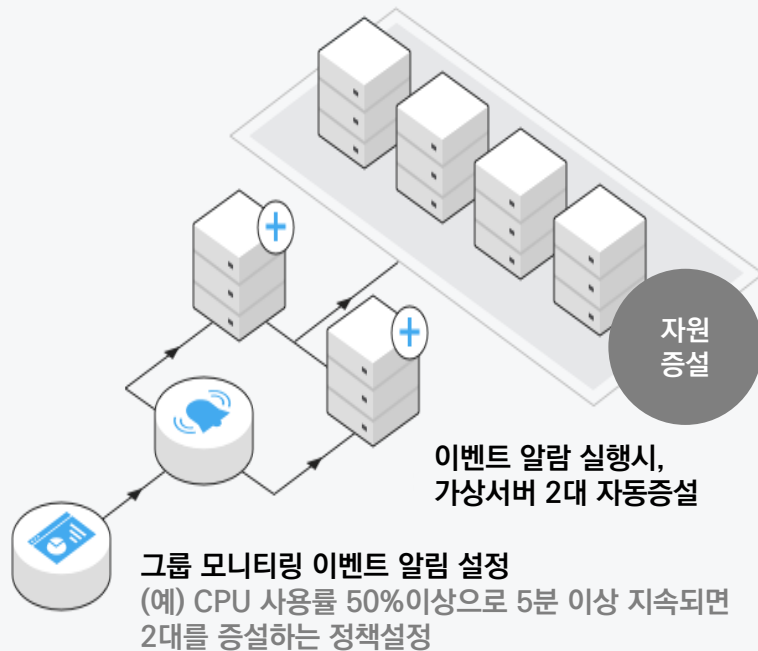 자원
증설
이벤트 알람 실행시,
가상서버 2대 자동증설
그룹 모니티링 이벤트 알림 설정
(예) CPU 사용률 50%이상으로 5분 이상 지속되면
2대를 증설하는 정책설정